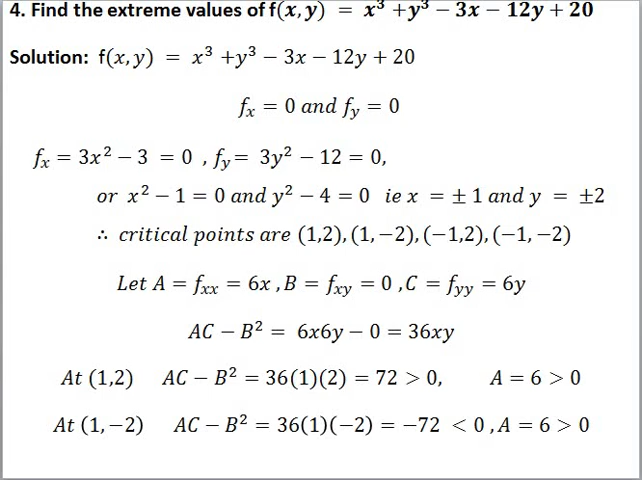 4. Find the extreme values of f(x, y) = x³ + y³ − 3x − 12y + 20
Solution: f(x, y) = x³ + y³ − 3x − 12y + 20
fₓ = 0 and f_y = 0
fₓ = 3x² − 3 = 0 , f_y = 3y² − 12 = 0,
or x² − 1 = 0 and y² − 4 = 0 ie x = ± 1 and y = ±2
∴ critical points are (1,2), (1, −2), (−1,2), (−1, −2)
Let A = fₓₓ = 6x , B = f_xy = 0 , C = f_yy = 6y
AC − B² = 6x6y − 0 = 36xy
At (1,2) AC − B² = 36(1)(2) = 72 > 0, A = 6 > 0
At (1, −2) AC − B² = 36(1)(−2) = −72 < 0 , A = 6 > 0